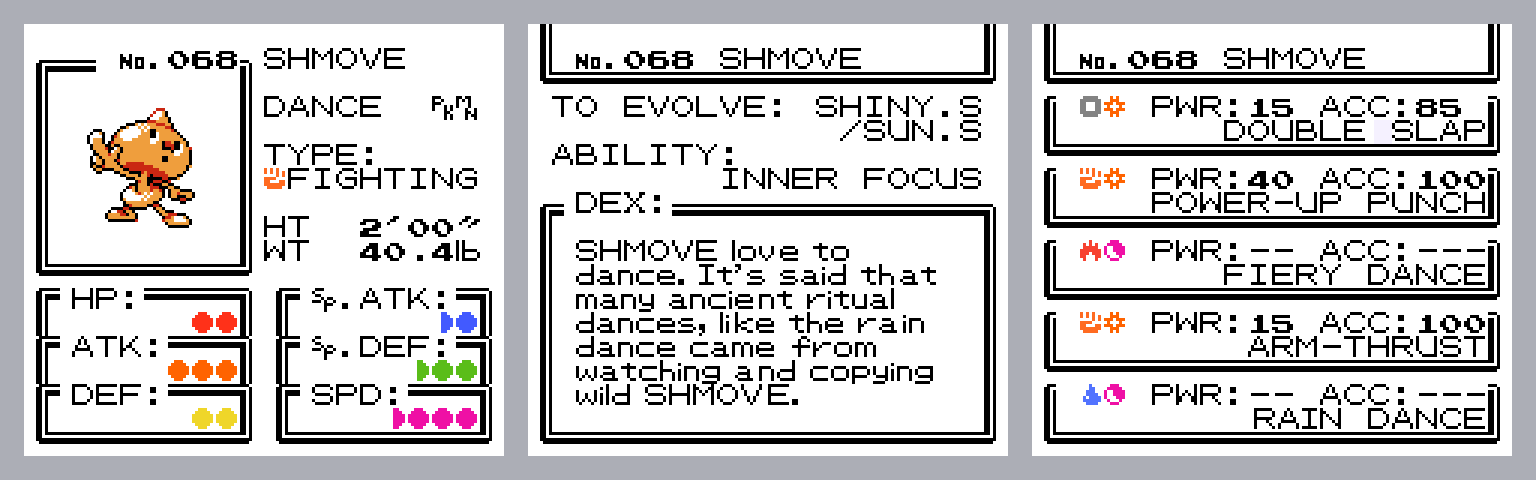 No.068 SHMOVE
DANCE PKMN
TYPE:
FIGHTING
HT 2'00"
WT 40.4lb
HP:
Sp.ATK:
ATK:
Sp.DEF:
DEF:
SPD:
No.068 SHMOVE
TO EVOLVE: SHINY.S
/SUN.S
ABILITY:
INNER FOCUS
DEX:
SHMOVE love to
dance. It's said that
many ancient ritual
dances, like the rain
dance came from
watching and copying
wild SHMOVE.
No.068 SHMOVE
PWR:15 ACC:85
DOUBLE SLAP
PWR:40 ACC:100
POWER-UP PUNCH
PWR:-- ACC:---
FIERY DANCE
PWR:15 ACC:100
ARM-THRUST
PWR:-- ACC:---
RAIN DANCE